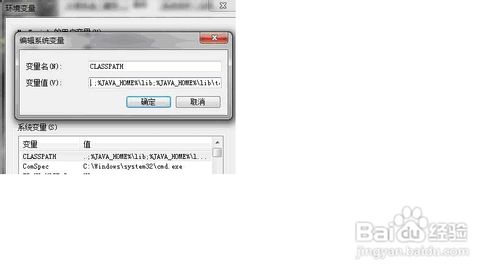 环境变量
编辑系统变量
变量名(N):
CLASSPATH
变量值(V):
.;%JAVA_HOME%\lib;%JAVA_HOME%\lib\t
确定
取消
系统变量(S)
变量
值
CLASSPATH
.;%JAVA_HOME%\lib;%JAVA_HOME%\l...
ComSpec
C:\Windows\system32\cmd.exe
Baidu 经验
jingyan.baidu.com